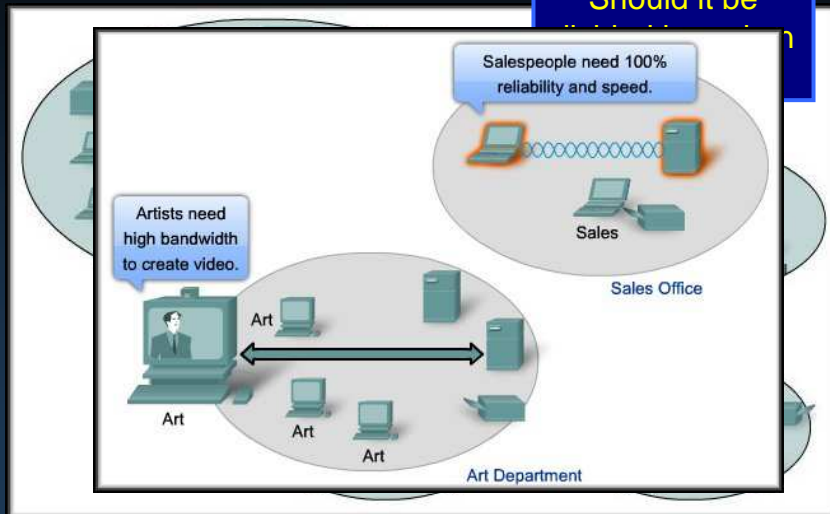 Should it be
Salespeople need 100%
reliability and speed.
Sales
Sales Office
Artists need
high bandwidth
to create video.
Art
Art
Art
Art
Art Department